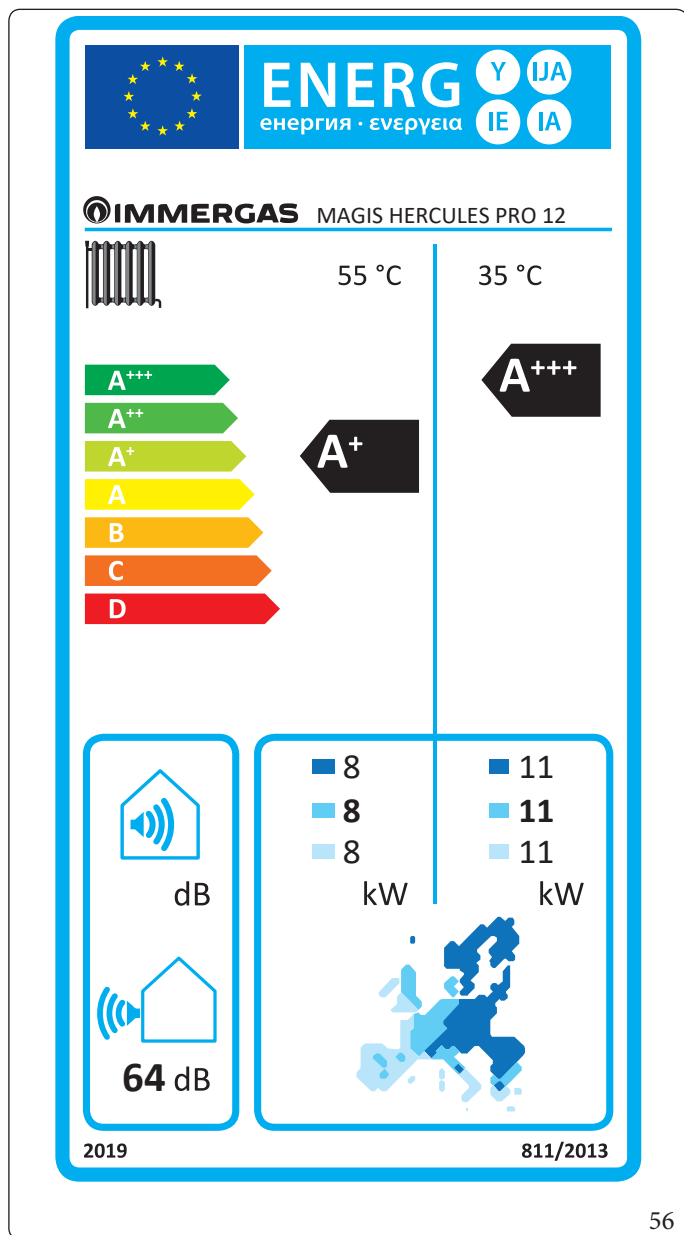 ENERG Y IJA
енергия · ενεργεια IE IA
IMMERGAS MAGIS HERCULES PRO 12
55 °C 35 °C
A+++
A+++
A++
A+
A+
A
B
C
D
8 11
8 11
8 11
dB kW kW
64 dB
2019 811/2013
56